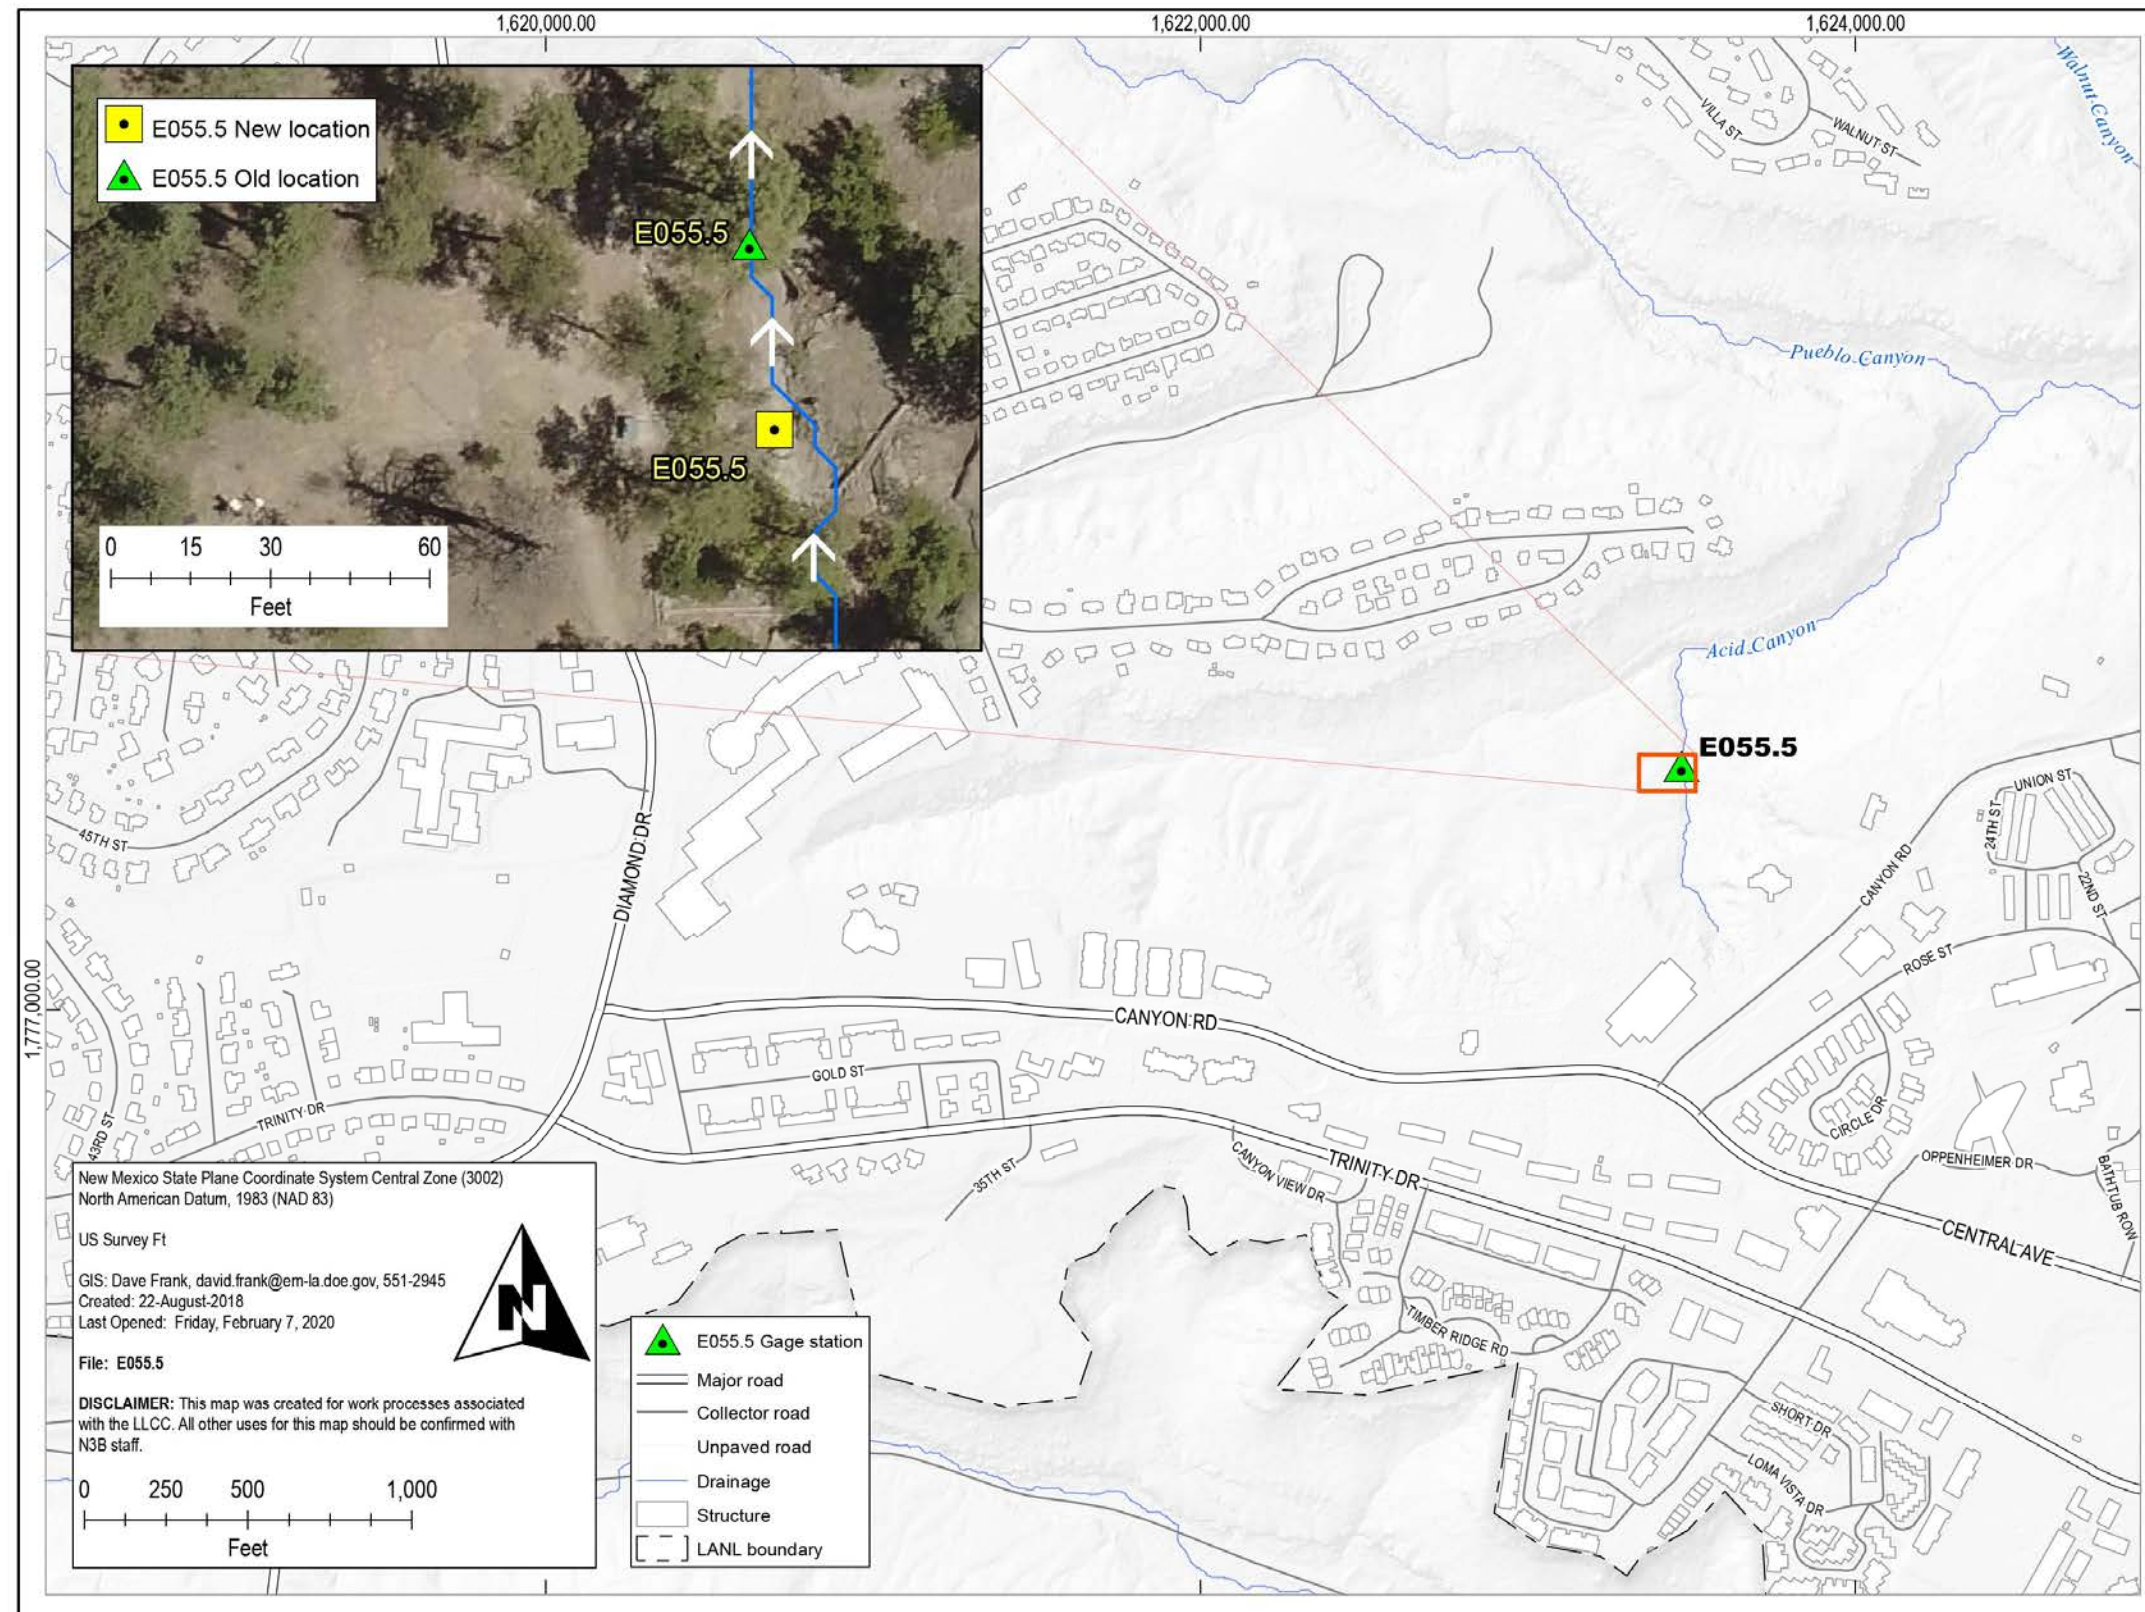 1,620,000.00
1,622,000.00
1,624,000.00
E055.5 New location
E055.5 Old location
E055.5
E055.5
0 15 30 60
Feet
Walnut Canyon
VILLA ST
WALNUT ST
Pueblo Canyon
Acid Canyon
E055.5
UNION ST
24TH ST
22ND ST
CANYON RD
ROSE ST
45TH ST
DIAMOND DR
1,777,000.00
CANYON RD
GOLD ST
TRINITY DR
43RD ST
35TH ST
CANYON VIEW DR
TRINITY DR
CIRCLE DR
OPPENHEIMER DR
BATHTUB ROW
CENTRAL AVE
TIMBER RIDGE RD
SHORT DR
LOMA VISTA DR
New Mexico State Plane Coordinate System Central Zone (3002)
North American Datum, 1983 (NAD 83)
US Survey Ft
GIS: Dave Frank, david.frank@em-la.doe.gov, 551-2945
Created: 22-August-2018
Last Opened: Friday, February 7, 2020
File: E055.5
DISCLAIMER: This map was created for work processes associated
with the LLCC. All other uses for this map should be confirmed with
N3B staff.
N
0 250 500 1,000
Feet
E055.5 Gage station
Major road
Collector road
Unpaved road
Drainage
Structure
LANL boundary